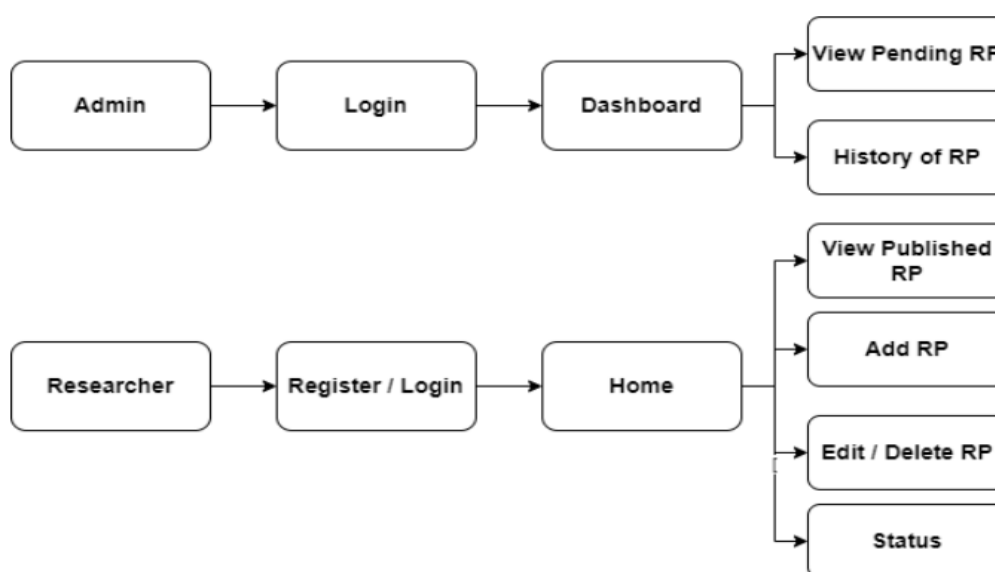 Admin
Login
Dashboard
View Pending RP
History of RP
Researcher
Register / Login
Home
View Published
RP
Add RP
Edit / Delete RP
Status